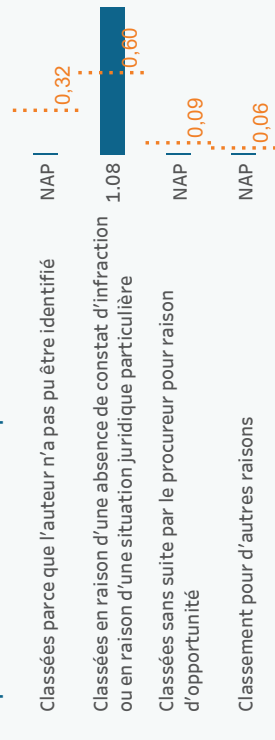 Classées parce que l'auteur n'a pas pu être identifié
NAP
0,32
Classées en raison d'une absence de constat d'infraction
ou en raison d'une situation juridique particulière
1.08
0,60
Classées sans suite par le procureur pour raison
d'opportunité
NAP
0,09
Classement pour d'autres raisons
NAP
0,06